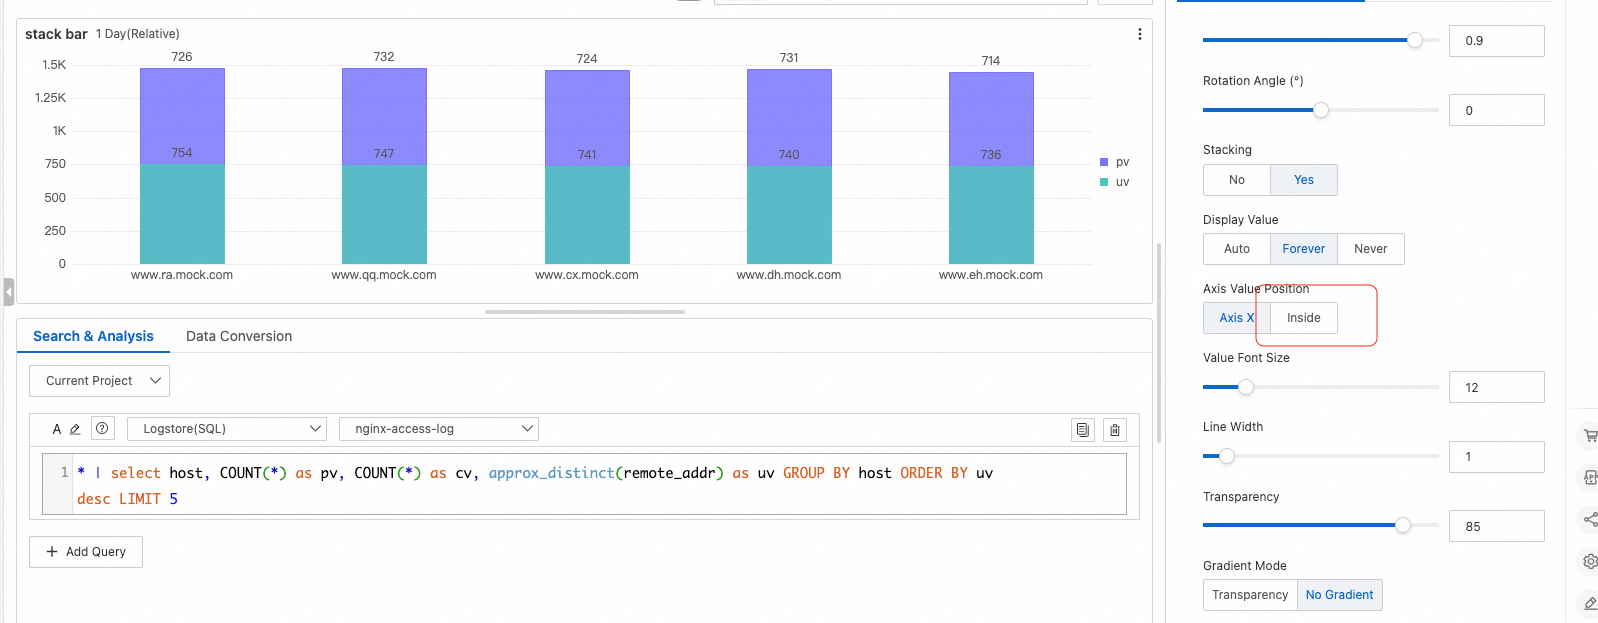 stack bar 1 Day(Relative)
726 732 724 731 714
1.5K
1.25K
1K
750
500
250
0
754 747 741 740 736
www.ra.mock.com www.qq.mock.com www.cx.mock.com www.dh.mock.com www.eh.mock.com
pv
uv
Search & Analysis Data Conversion
Current Project
A Logstore(SQL) nginx-access-log
1 * | select host, COUNT(*) as pv, COUNT(*) as cv, approx_distinct(remote_addr) as uv GROUP BY host ORDER BY uv
desc LIMIT 5
+ Add Query
0.9
Rotation Angle (°)
0
Stacking
No Yes
Display Value
Auto Forever Never
Axis Value Position
Axis X Inside
Value Font Size
12
Line Width
1
Transparency
85
Gradient Mode
Transparency No Gradient